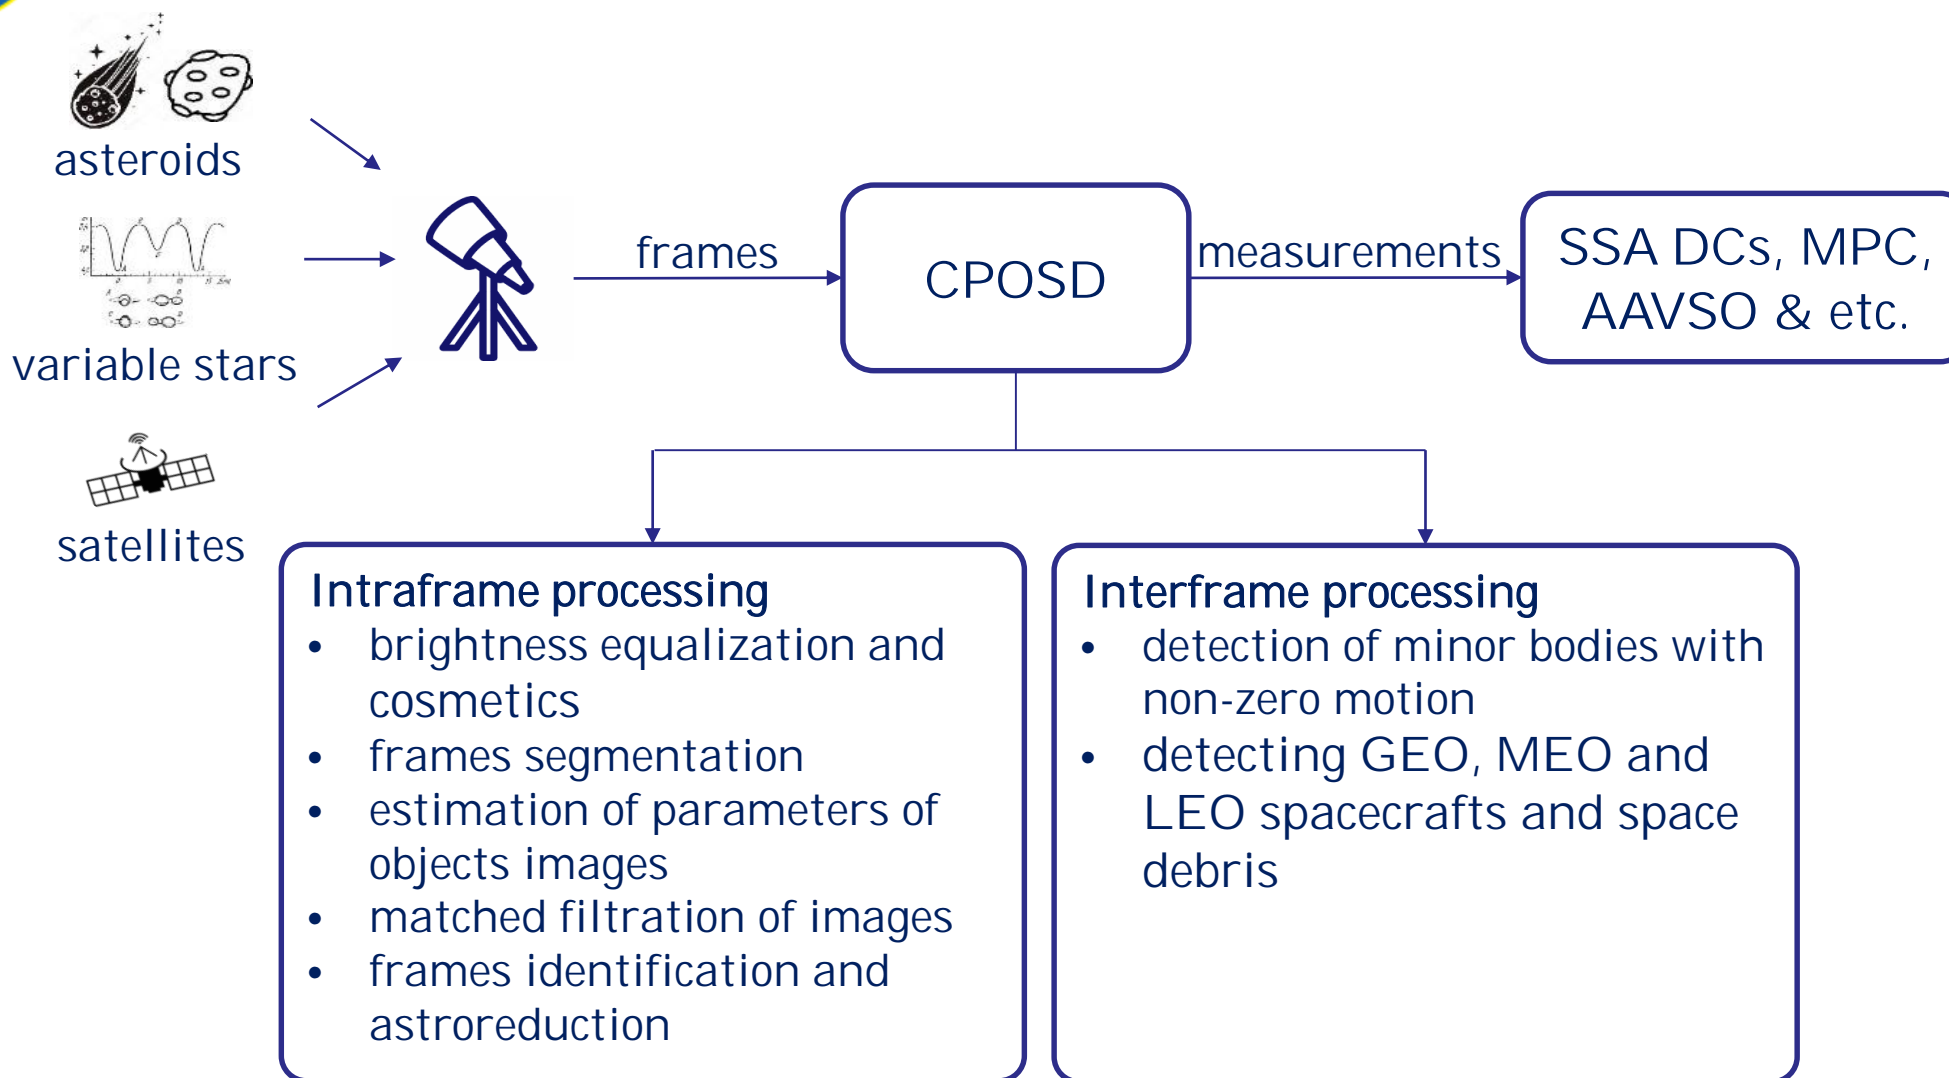 asteroids
variable stars
satellites
frames
CPOSD
measurements
SSA DCs, MPC,
AAVSO & etc.
Intraframe processing
• brightness equalization and
cosmetics
• frames segmentation
• estimation of parameters of
objects images
• matched filtration of images
• frames identification and
astroreduction
Interframe processing
• detection of minor bodies with
non-zero motion
• detecting GEO, MEO and
LEO spacecrafts and space
debris